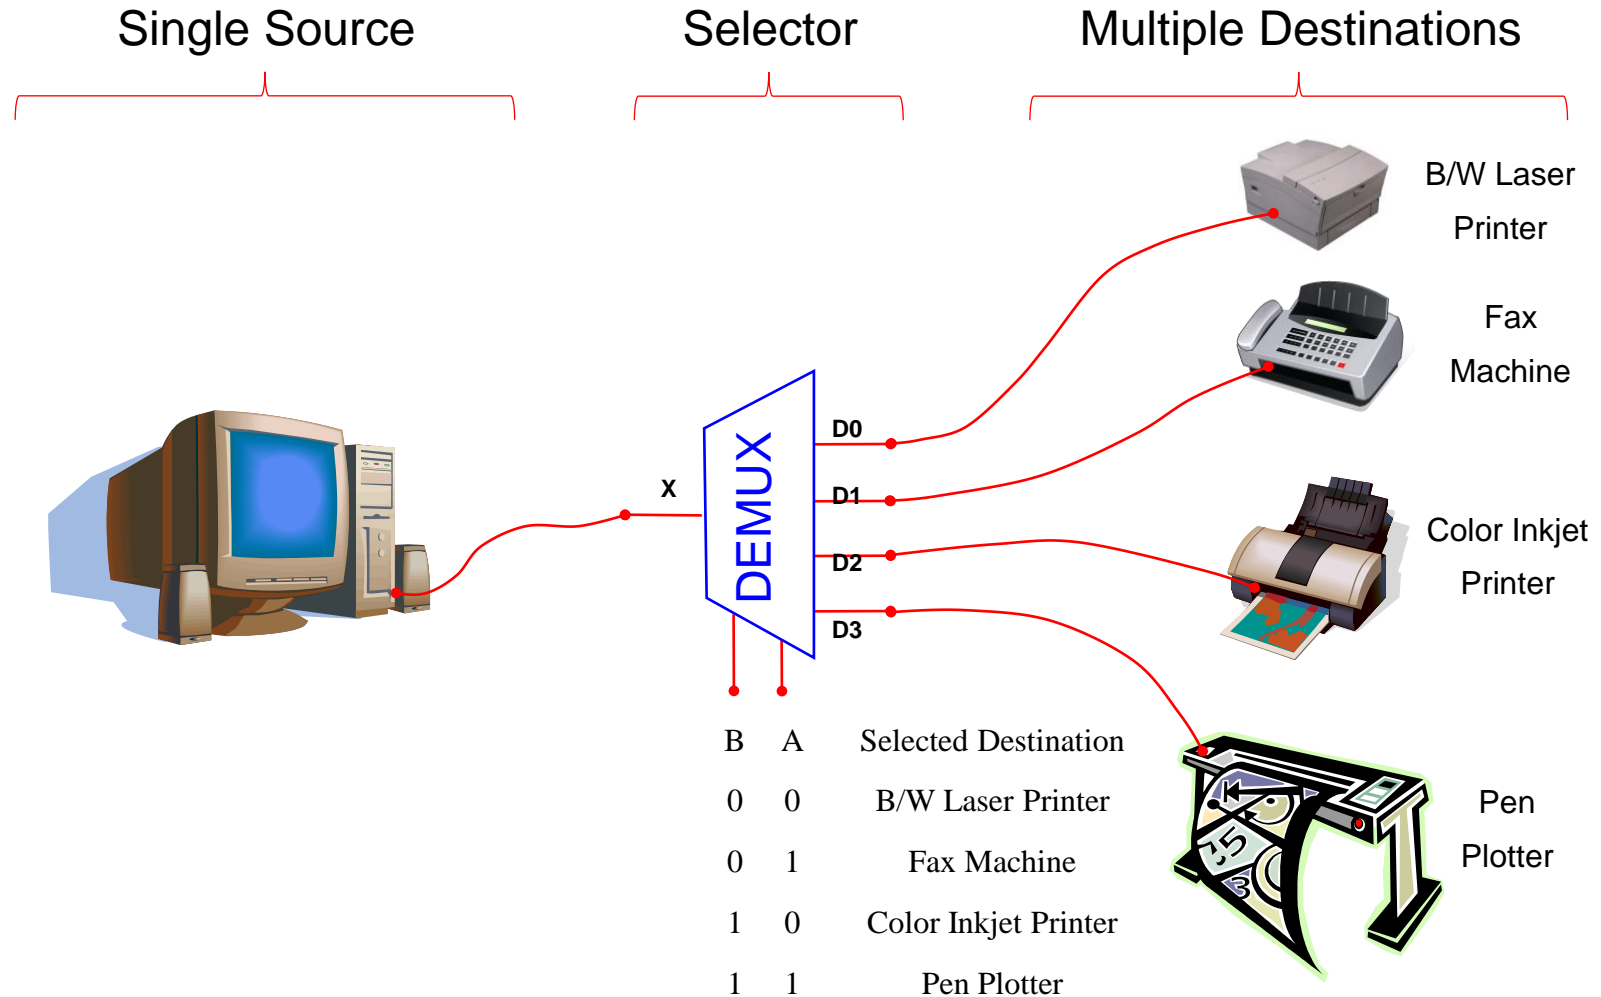 Single Source
Selector
Multiple Destinations
B/W Laser
Printer
Fax
Machine
Color Inkjet
Printer
Pen
Plotter
X
DEMUX
D0
D1
D2
D3
B A Selected Destination
0 0 B/W Laser Printer
0 1 Fax Machine
1 0 Color Inkjet Printer
1 1 Pen Plotter